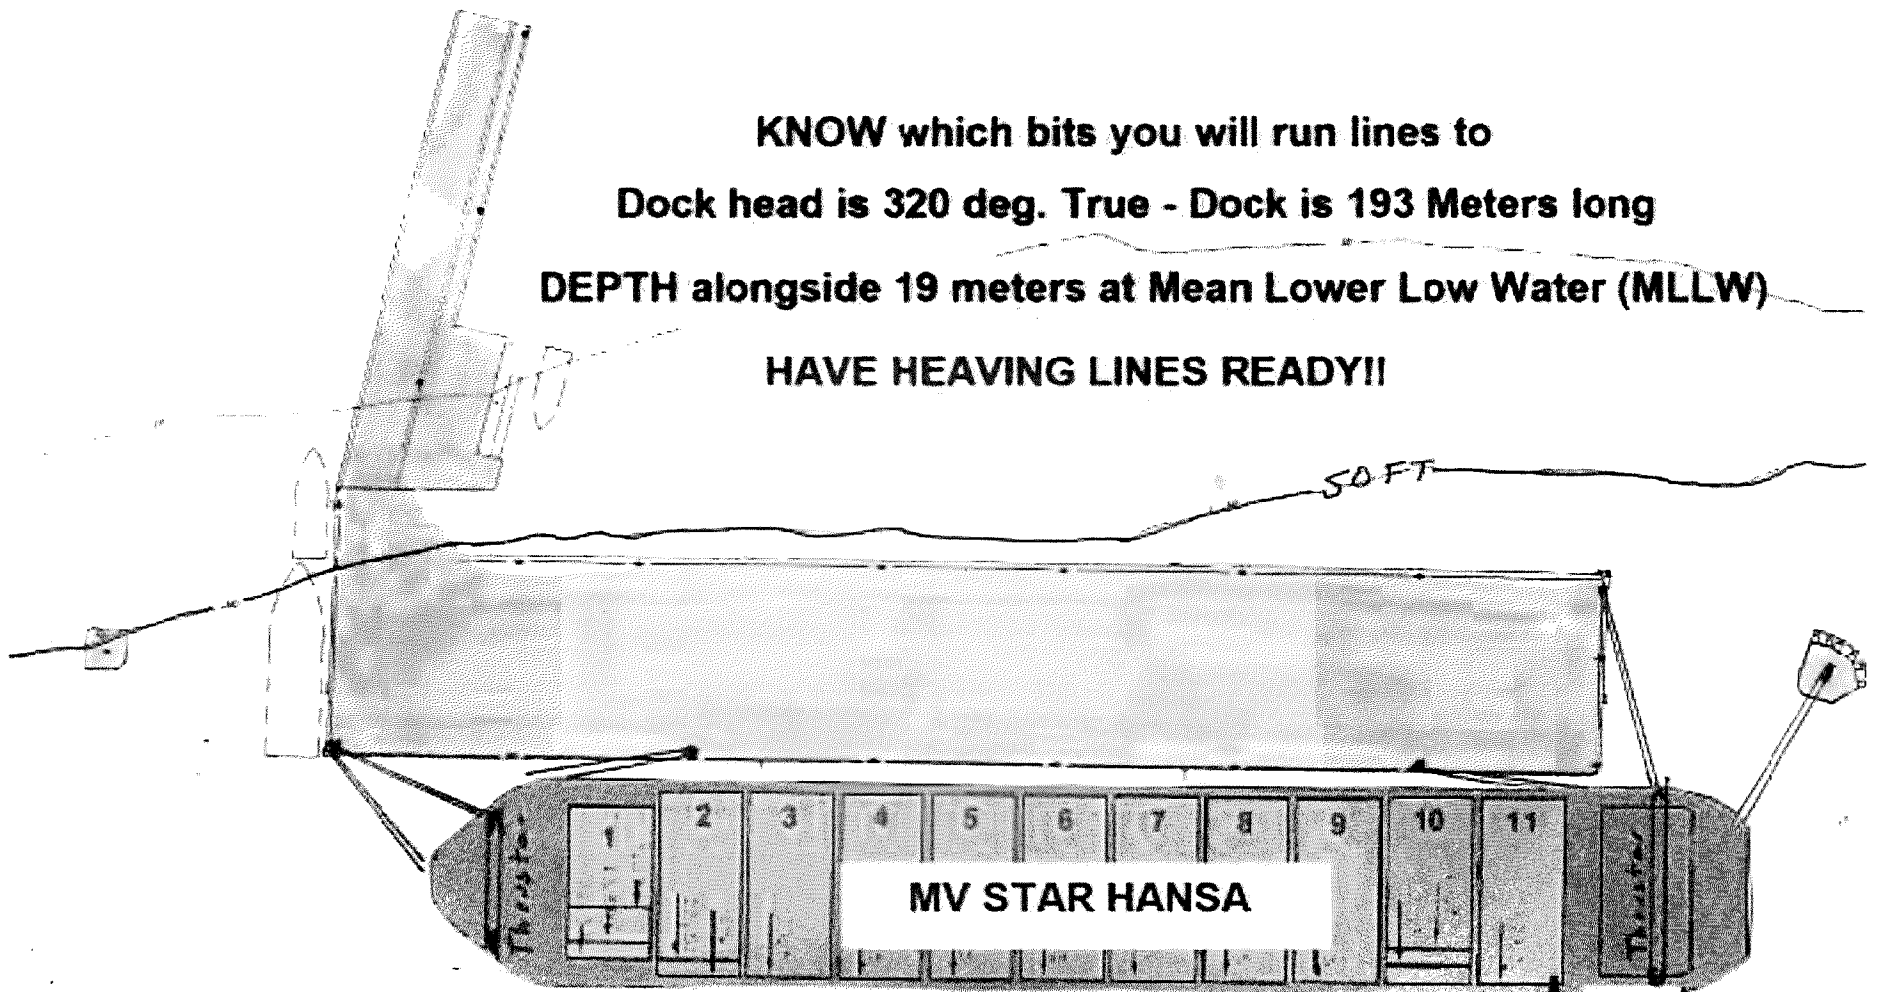 KNOW which bits you will run lines to
Dock head is 320 deg. True - Dock is 193 Meters long
DEPTH alongside 19 meters at Mean Lower Low Water (MLLW)
HAVE HEAVING LINES READY!!
50 FT
1 2 3 4 5 6 7 8 9 10 11
Thruster
Thruster
MV STAR HANSA